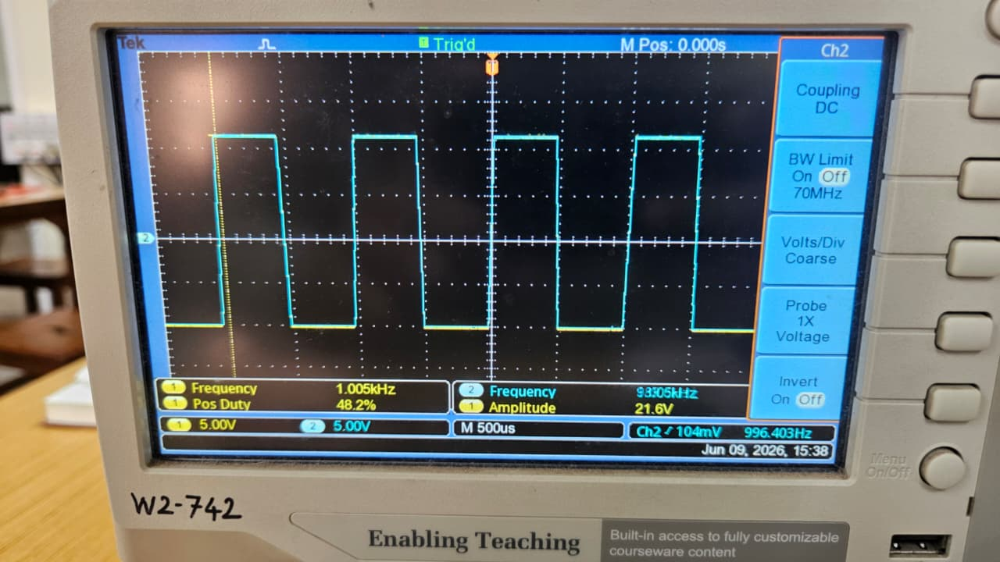 Tek Trig'd M Pos: 0.000s
Ch2
Coupling
DC
BW Limit
On Off
70MHz
Volts/Div
Coarse
Probe
1X
Voltage
Invert
On Off
2
1 Frequency 1.005kHz
1 Pos Duty 48.2%
2 Frequency
1 Amplitude 21.6V
1 5.00V 2 5.00V M 500us Ch2 104mV 996.403Hz
Jun 09, 2026, 15:38
Menu
On/Off
W2-742
Enabling Teaching
Built-in access to fully customizable
courseware content